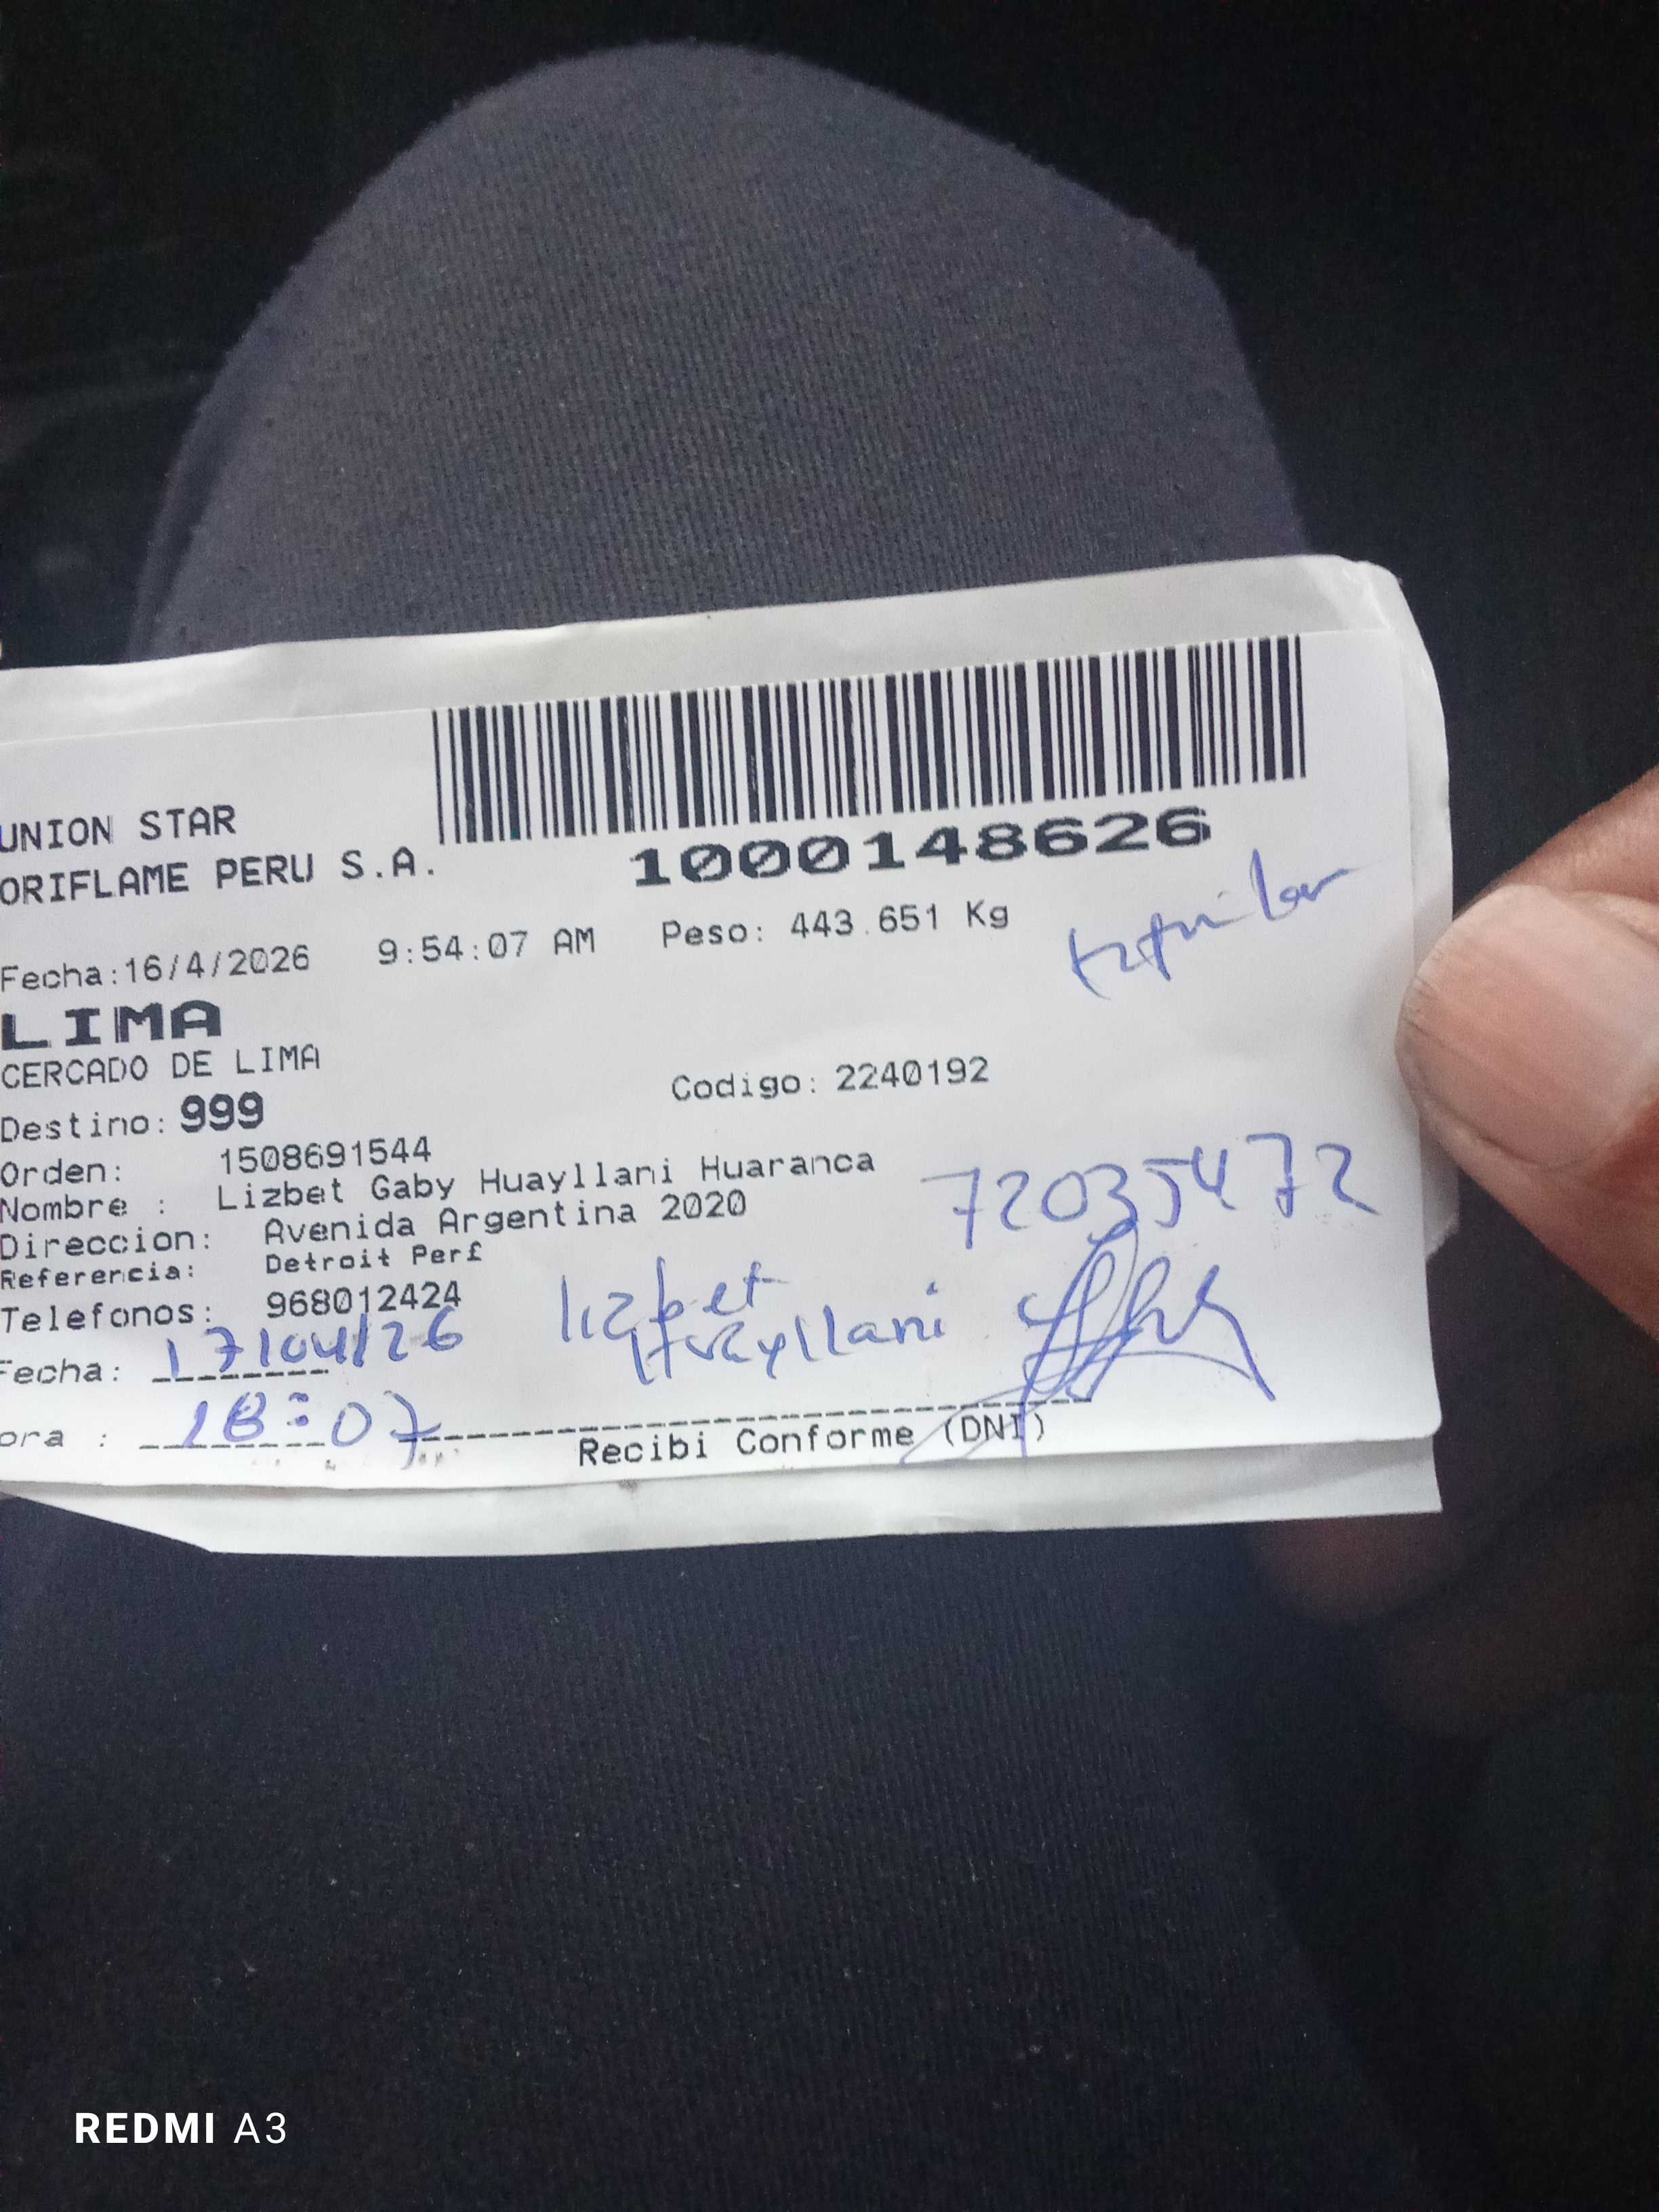 UNION STAR
ORIFLAME PERU S.A.
1000148626
Fecha:16/4/2026 9:54:07 AM Peso: 443.651 Kg
LIMA
CERCADO DE LIMA
Destino: 999 Codigo: 2240192
Orden: 1508691544
Nombre : Lizbet Gaby Huayllani Huaranca
72035472
Direccion: Avenida Argentina 2020
Referencia: Detroit Perf
Telefonos: 968012424
lizbet
Huayllani
Fecha: 17/04/26
ora : 18:07
Recibi Conforme (DNI)
REDMI A3